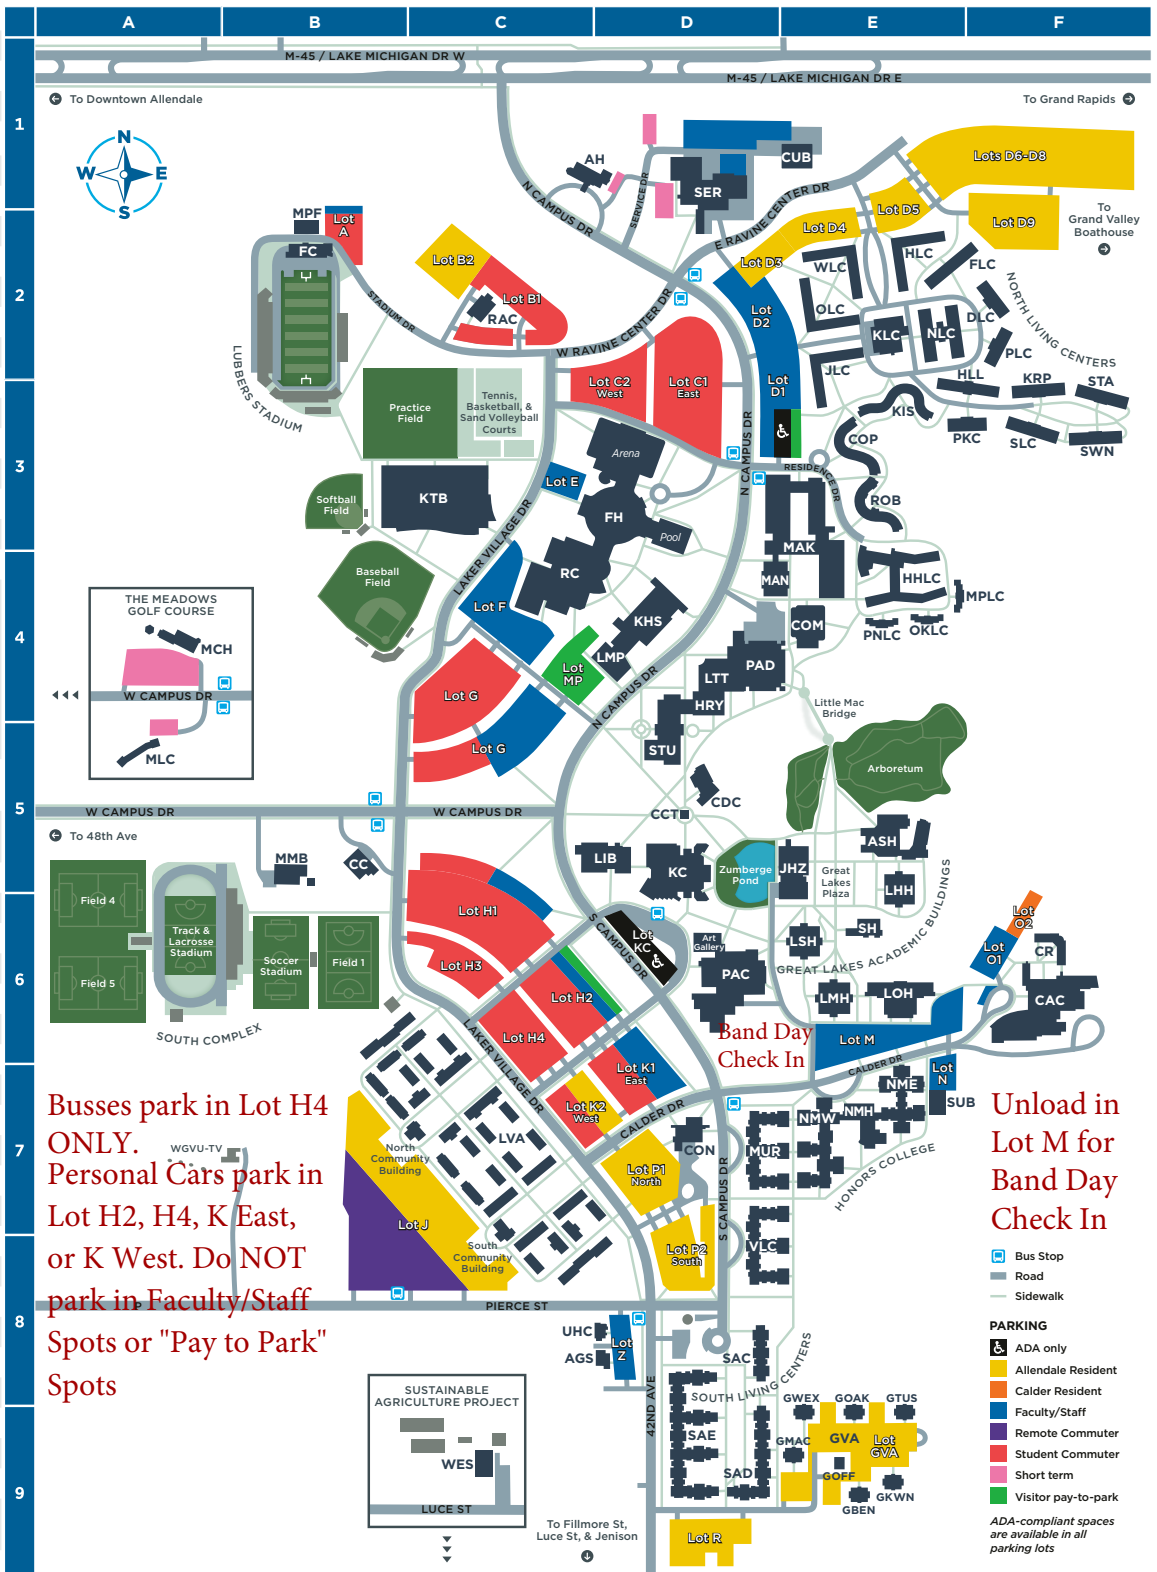 A B C D E F
M-45 / LAKE MICHIGAN DR W
M-45 / LAKE MICHIGAN DR E
To Downtown Allendale
To Grand Rapids
1
N
W E
S
AH
CUB
SER
SERVICE DR
N CAMPUS DR
E RAVINE CENTER DR
Lots D6-D8
Lot D5
Lot D4
Lot D9
Lot D3
To
Grand Valley
Boathouse
MPF
Lot
A
FC
2
Lot B2
Lot B1
RAC
STADIUM DR
W RAVINE CENTER DR
LUBBERS STADIUM
Lot
D2
WLC
HLC
FLC
OLC
DLC
KLC
NLC
PLC
JLC
NORTH LIVING CENTERS
HLL
KRP
STA
Lot C2
West
Lot C1
East
Lot
D1
KIS
PKC
SLC
SWN
COP
Practice
Field
Tennis,
Basketball, &
Sand Volleyball
Courts
3
Arena
N CAMPUS DR
RESIDENCE DR
Lot E
KTB
Softball
Field
FH
Pool
ROB
LAKER VILLAGE DR
MAK
RC
MAN
HHLC
MPLC
Baseball
Field
THE MEADOWS
GOLF COURSE
MCH
W CAMPUS DR
MLC
4
Lot F
KHS
COM
PNLC
OKLC
LMP
Lot
MP
PAD
LTT
Lot G
N CAMPUS DR
HRY
Little Mac
Bridge
STU
Lot G
Arboretum
CDC
5
W CAMPUS DR
W CAMPUS DR
CCT
To 48th Ave
ASH
MMB
CC
LIB
KC
Zumberge
Pond
JHZ
Great
Lakes
Plaza
LHH
GREAT LAKES ACADEMIC BUILDINGS
Field 4
Lot H1
S CAMPUS DR
Lot
KC
Art
Gallery
LSH
SH
Lot
O2
Lot
O1
CR
Track &
Lacrosse
Stadium
Soccer
Stadium
Field 1
6
Field 5
Lot H3
PAC
LMH
LOH
CAC
Lot H2
SOUTH COMPLEX
LAKER VILLAGE DR
Lot H4
Band Day
Check In
Lot M
CALDER DR
Lot K1
East
Lot
N
NME
SUB
Busses park in Lot H4
ONLY.
Personal Cars park in
Lot H2, H4, K East,
or K West. Do NOT
park in Faculty/Staff
Spots or "Pay to Park"
Spots
Unload in
Lot M for
Band Day
Check In
Lot K2
West
CALDER DR
NMW
NMH
7
WGVU-TV
North
Community
Building
LVA
CON
MUR
HONORS COLLEGE
Lot P1
North
S CAMPUS DR
Lot J
South
Community
Building
Lot P2
South
VLC
8
P
PIERCE ST
UHC
AGS
Lot
Z
SAC
SOUTH LIVING CENTERS
42ND AVE
SUSTAINABLE
AGRICULTURE PROJECT
WES
LUCE ST
SAE
SAD
GWEX
GOAK
GTUS
GMAC
GVA
Lot
GVA
GOFF
GKWN
GBEN
9
To Fillmore St,
Luce St, & Jenison
Lot R
Bus Stop
Road
Sidewalk
PARKING
ADA only
Allendale Resident
Calder Resident
Faculty/Staff
Remote Commuter
Student Commuter
Short term
Visitor pay-to-park
ADA-compliant spaces
are available in all
parking lots